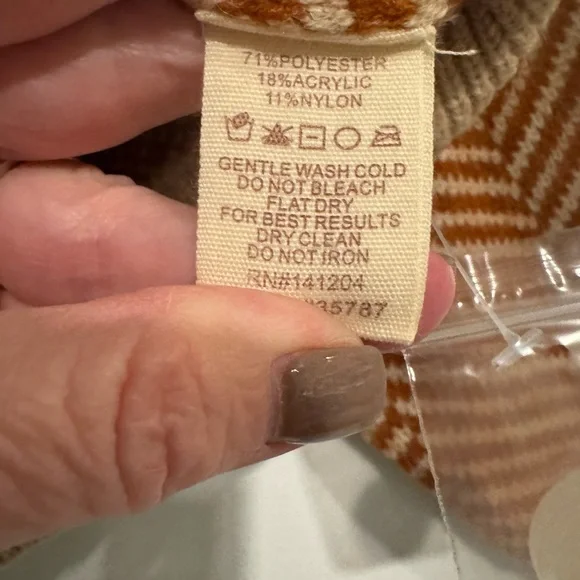 71%POLYESTER
18%ACRYLIC
11%NYLON
GENTLE WASH COLD
DO NOT BLEACH
FLAT DRY
FOR BEST RESULTS
DRY CLEAN
DO NOT IRON
RN#141204
35787